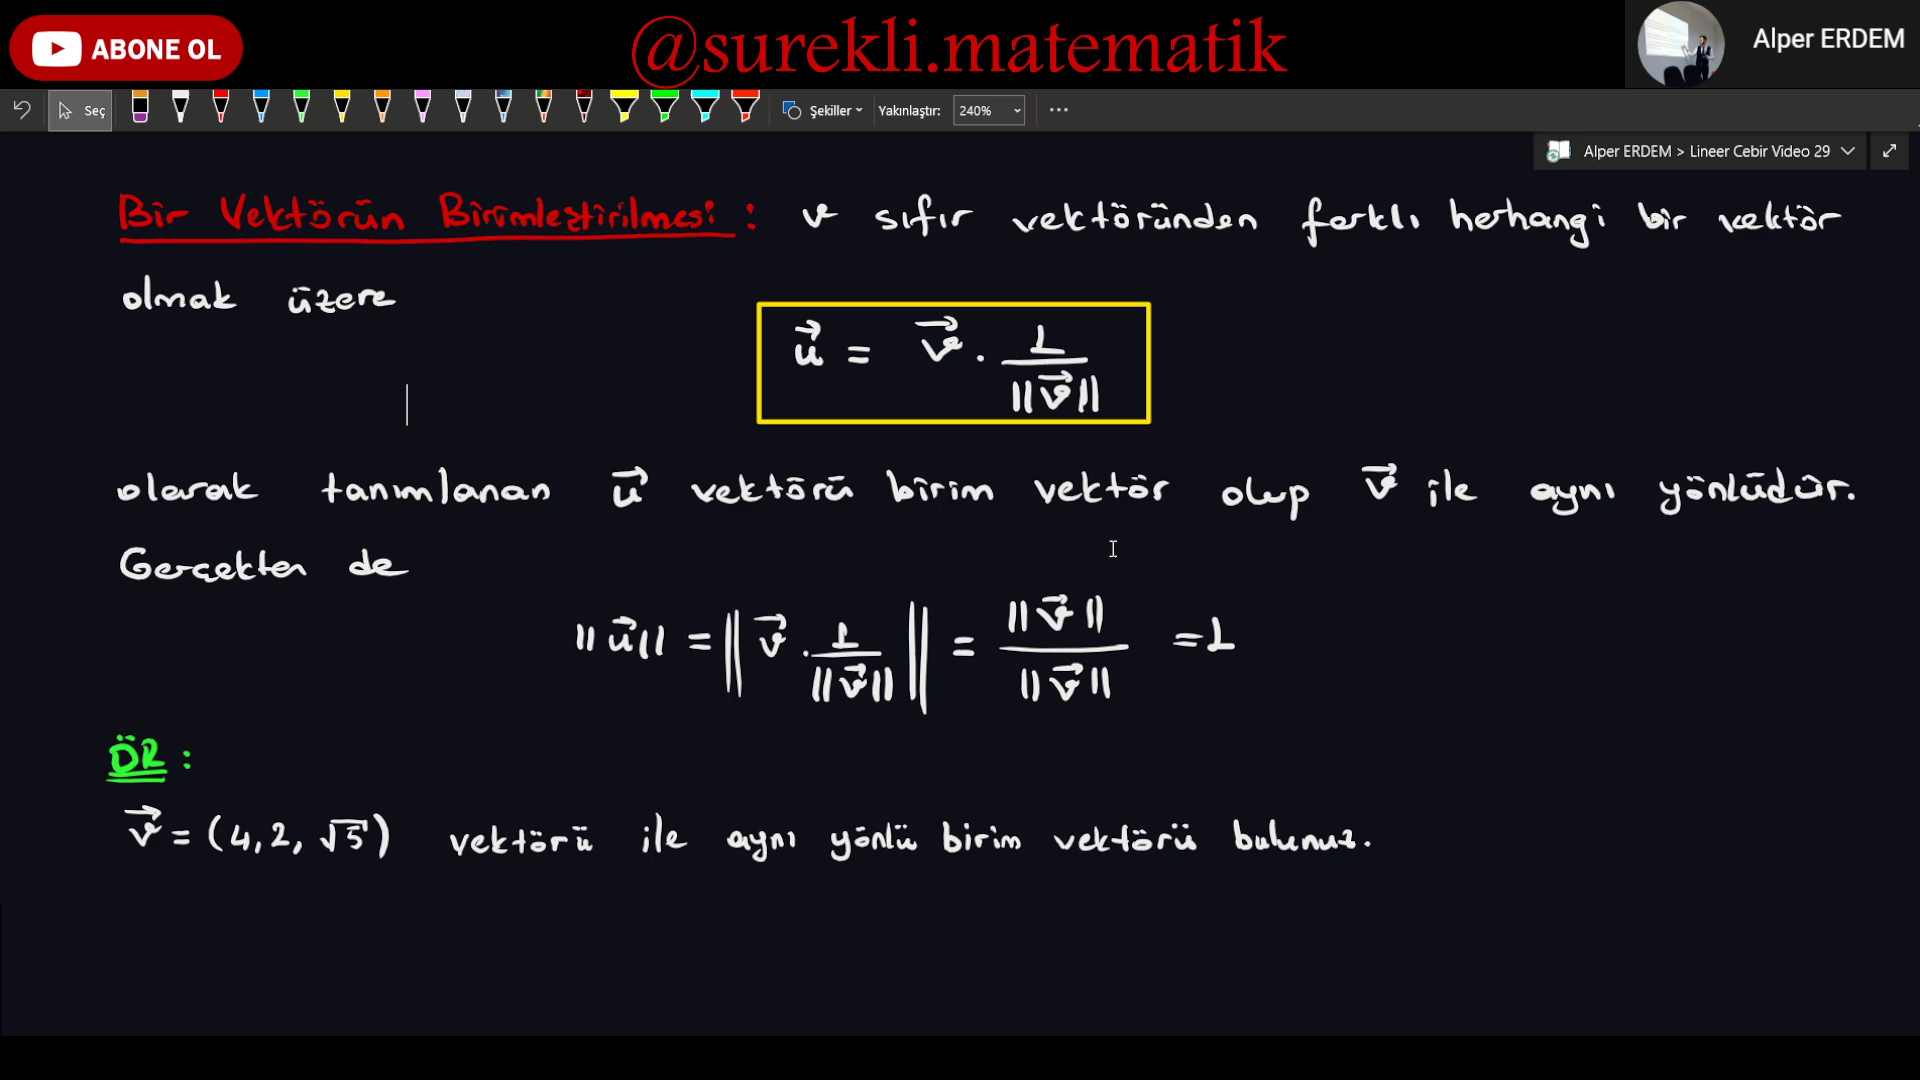 ABONE OL
@surekli.matematik
Alper ERDEM
Seç Şekiller Yakınlaştır: 240%
Alper ERDEM > Lineer Cebir Video 29
Bir Vektörün Birimleştirilmesi : v sıfır vektöründen farklı herhangi bir vektör
olmak üzere
u⃗ = v⃗ . 1/||v⃗||
olarak tanımlanan u⃗ vektörü birim vektör olup v⃗ ile aynı yönlüdür.
Gerçekten de
||u⃗|| = || v⃗ . 1/||v⃗|| || = ||v⃗||/||v⃗|| = 1
ÖR :
v⃗ = (4, 2, √5) vektörü ile aynı yönlü birim vektörü bulunuz.